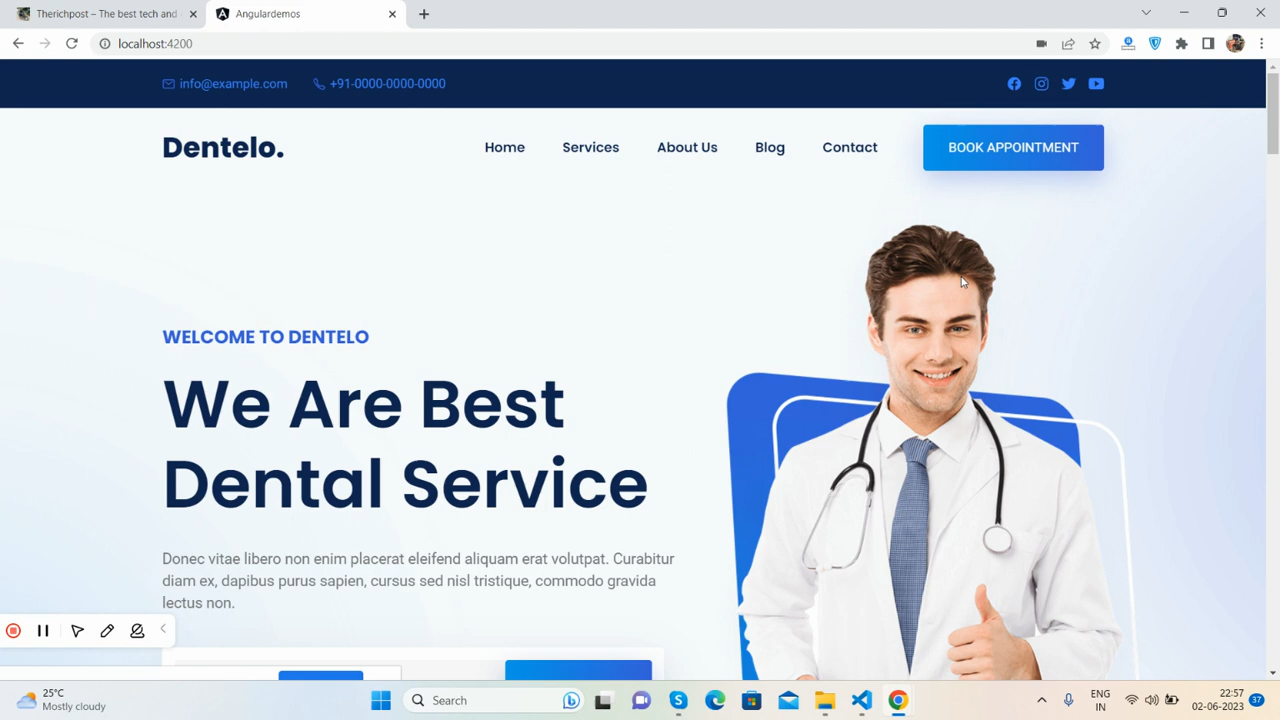 Therichpost – The best tech and
Angulardemos
localhost:4200
info@example.com
+91-0000-0000-0000
Dentelo.
Home
Services
About Us
Blog
Contact
BOOK APPOINTMENT
WELCOME TO DENTELO
We Are Best
Dental Service
Donec vitae libero non enim placerat eleifend aliquam erat volutpat. Curabitur
diam ex, dapibus purus sapien, cursus sed nisl tristique, commodo gravida
lectus non.
25°C
Mostly cloudy
Search
ENG
IN
22:57
02-06-2023
37